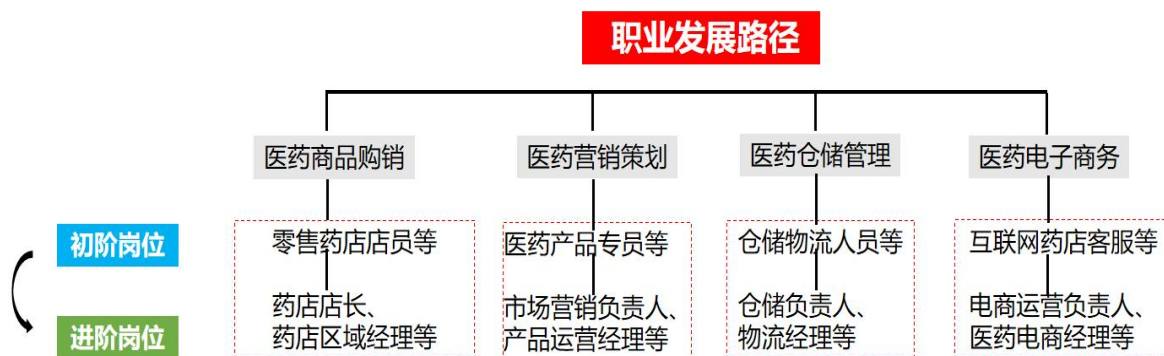 职业发展路径
医药商品购销
医药营销策划
医药仓储管理
医药电子商务
初阶岗位
零售药店店员等
医药产品专员等
仓储物流人员等
互联网药店客服等
进阶岗位
药店店长、
药店区域经理等
市场营销负责人、
产品运营经理等
仓储负责人、
物流经理等
电商运营负责人、
医药电商经理等